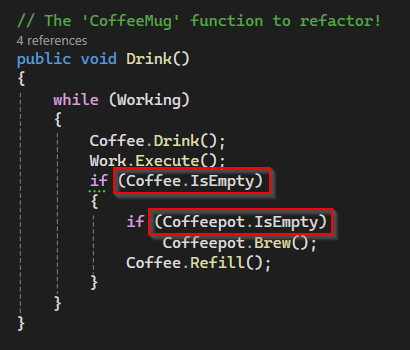 // The 'CoffeeMug' function to refactor!
4 references
public void Drink()
{
while (Working)
{
Coffee.Drink();
Work.Execute();
if (Coffee.IsEmpty)
{
if (Coffeepot.IsEmpty)
Coffeepot.Brew();
Coffee.Refill();
}
}
}